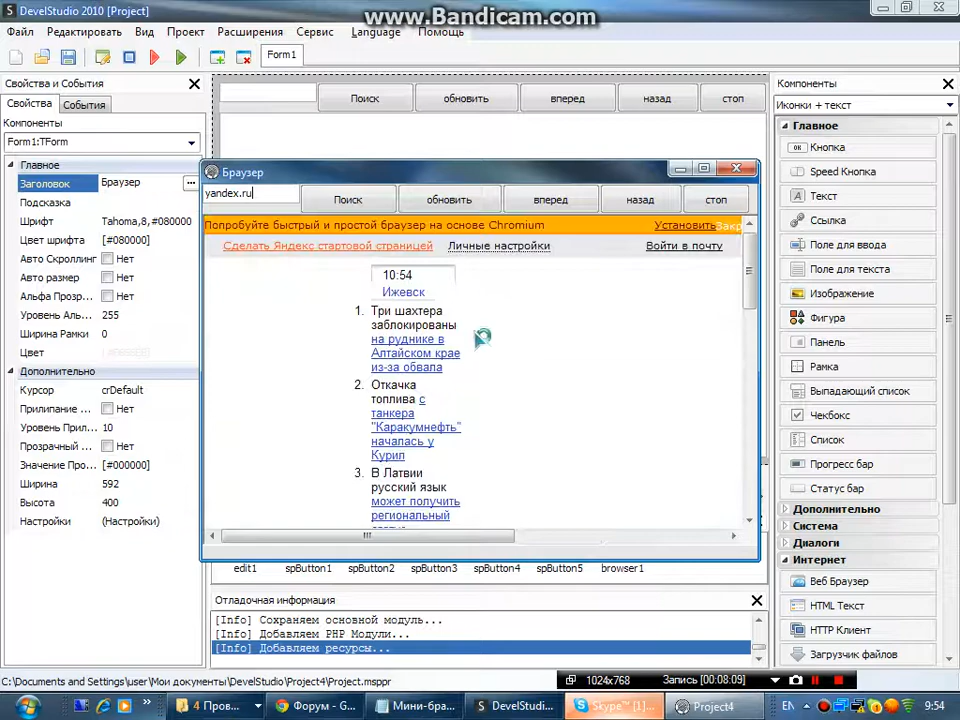 DevelStudio 2010 [Project]
www.Bandicam.com
Файл Редактировать Вид Проект Расширения Сервис Language Помощь
Form1
Свойства и События
Свойства События
Компоненты
Form1:TForm
Главное
Заголовок Браузер ...
Подсказка
Шрифт Tahoma,8,#080000
Цвет шрифта [#080000]
Авто Скроллинг Нет
Авто размер Нет
Альфа Прозр... Нет
Уровень Аль... 255
Ширина Рамки 0
Цвет
Дополнительно
Курсор crDefault
Прилипание ... Нет
Уровень Прил... 10
Прозрачный ... Нет
Значение Про... [#000000]
Ширина 592
Высота 400
Настройки (Настройки)
Поиск обновить вперед назад стоп
Браузер
yandex.ru Поиск обновить вперед назад стоп
Попробуйте быстрый и простой браузер на основе Chromium Установить Закр
Сделать Яндекс стартовой страницей Личные настройки Войти в почту
10:54
Ижевск
1. Три шахтера
заблокированы
на руднике в
Алтайском крае
из-за обвала
2. Откачка
топлива с
танкера
"Каракумнефть"
началась у
Курил
3. В Латвии
русский язык
может получить
региональный
edit1 spButton1 spButton2 spButton3 spButton4 spButton5 browser1
Отладочная информация
[Info] Сохраняем основной модуль...
[Info] Добавляем PHP Модули...
[Info] Добавляем ресурсы...
Компоненты
Иконки + текст
Главное
Кнопка
Speed Кнопка
Текст
Ссылка
Поле для ввода
Поле для текста
Изображение
Фигура
Панель
Рамка
Выпадающий список
Чекбокс
Список
Прогресс бар
Статус бар
Дополнительно
Система
Диалоги
Интернет
Веб Браузер
HTML Текст
HTTP Клиент
Загрузчик файлов
C:\Documents and Settings\user\Мои документы\DevelStudio\Project4\Project.msppr
1024x768 Запись [00:08:09]
4 Пров... Форум - G... Мини-бра... DevelStudi... Skype™ [1]... Project4 EN 9:54